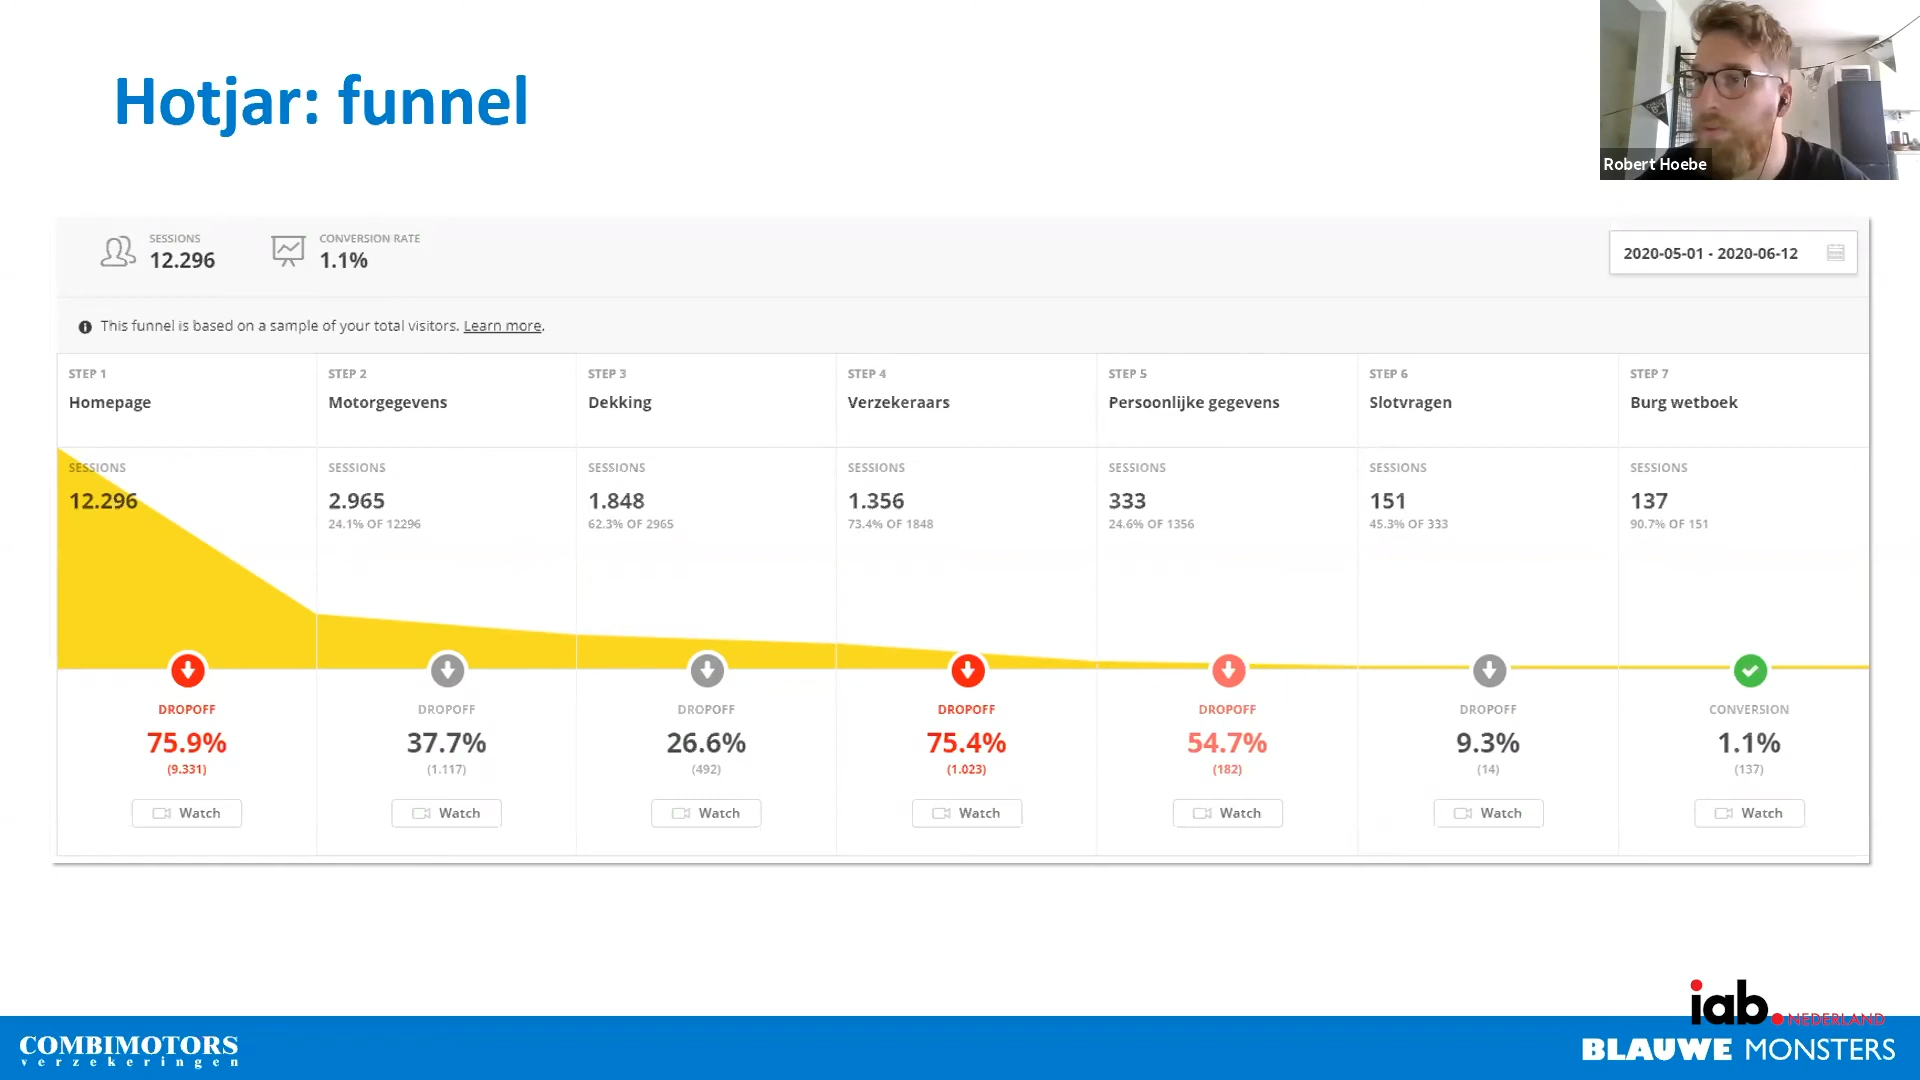 Hotjar: funnel
Robert Hoebe
SESSIONS
12.296
CONVERSION RATE
1.1%
2020-05-01 - 2020-06-12
This funnel is based on a sample of your total visitors. Learn more.
STEP 1
Homepage
STEP 2
Motorgegevens
STEP 3
Dekking
STEP 4
Verzekeraars
STEP 5
Persoonlijke gegevens
STEP 6
Slotvragen
STEP 7
Burg wetboek
SESSIONS
12.296
SESSIONS
2.965
24.1% OF 12296
SESSIONS
1.848
62.3% OF 2965
SESSIONS
1.356
73.4% OF 1848
SESSIONS
333
24.6% OF 1356
SESSIONS
151
45.3% OF 333
SESSIONS
137
90.7% OF 151
DROPOFF
75.9%
(9.331)
Watch
DROPOFF
37.7%
(1.117)
Watch
DROPOFF
26.6%
(492)
Watch
DROPOFF
75.4%
(1.023)
Watch
DROPOFF
54.7%
(182)
Watch
DROPOFF
9.3%
(14)
Watch
CONVERSION
1.1%
(137)
Watch
COMBIMOTORS
verzekeringen
iab.NEDERLAND
BLAUWE MONSTERS